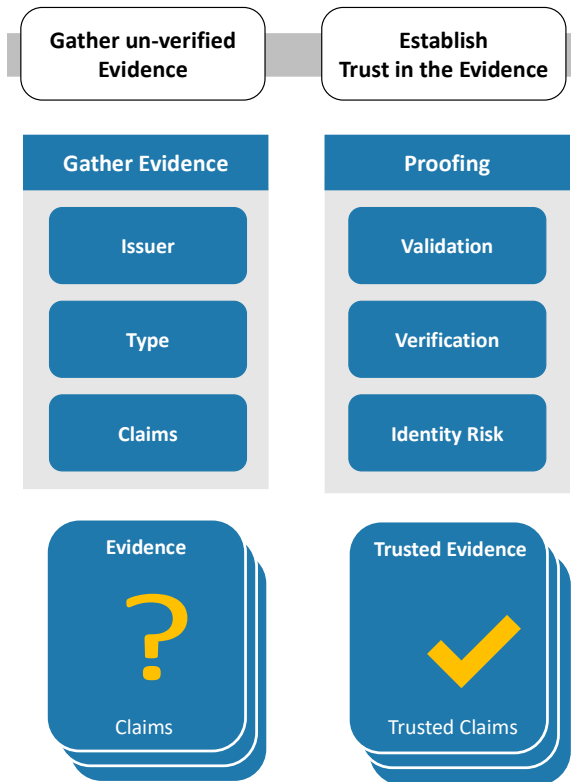 Gather un-verified
Evidence
Establish
Trust in the Evidence
Gather Evidence
Issuer
Type
Claims
Proofing
Validation
Verification
Identity Risk
Evidence
?
Claims
Trusted Evidence
Trusted Claims